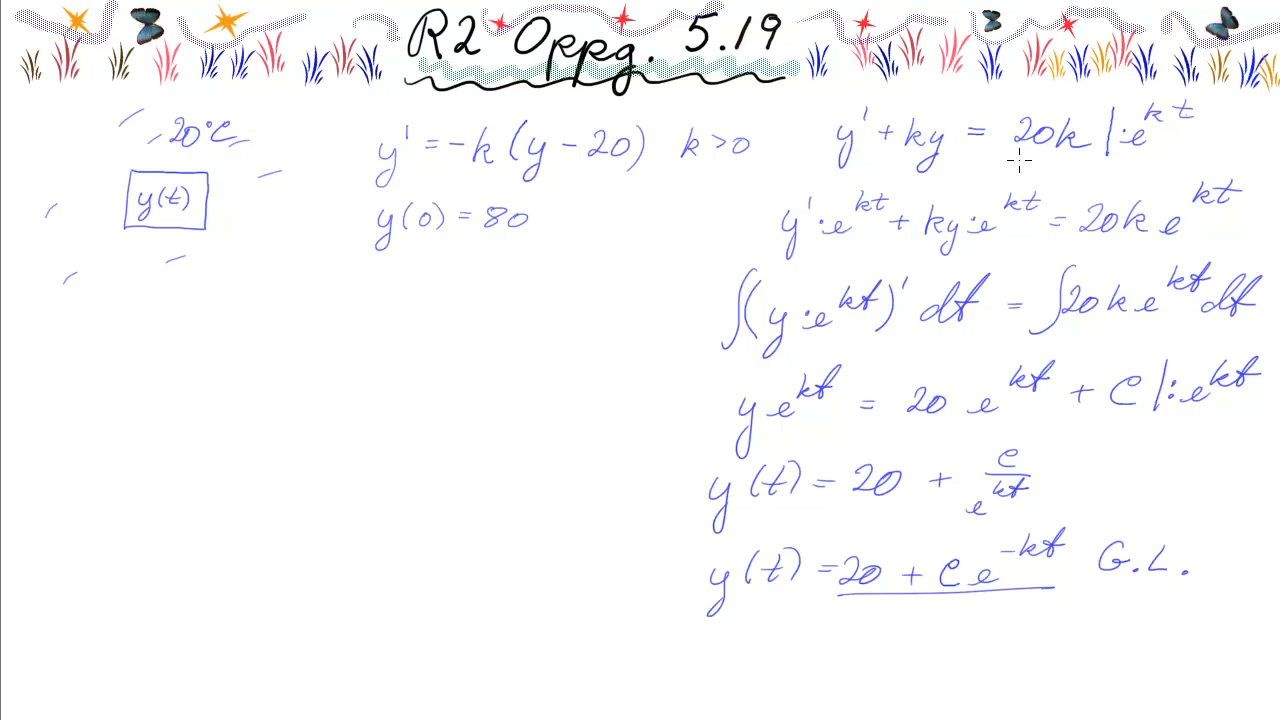 R2 Oppg. 5.19
20°C
y(t)
y' = -k (y - 20) k > 0
y(0) = 80
y' + ky = 20k | · e^{kt}
y' · e^{kt} + ky · e^{kt} = 20k e^{kt}
∫(y · e^{kt})' dt = ∫20k e^{kt} dt
y e^{kt} = 20 e^{kt} + C | : e^{kt}
y(t) = 20 + C/e^{kt}
y(t) = 20 + C e^{-kt} G.L.